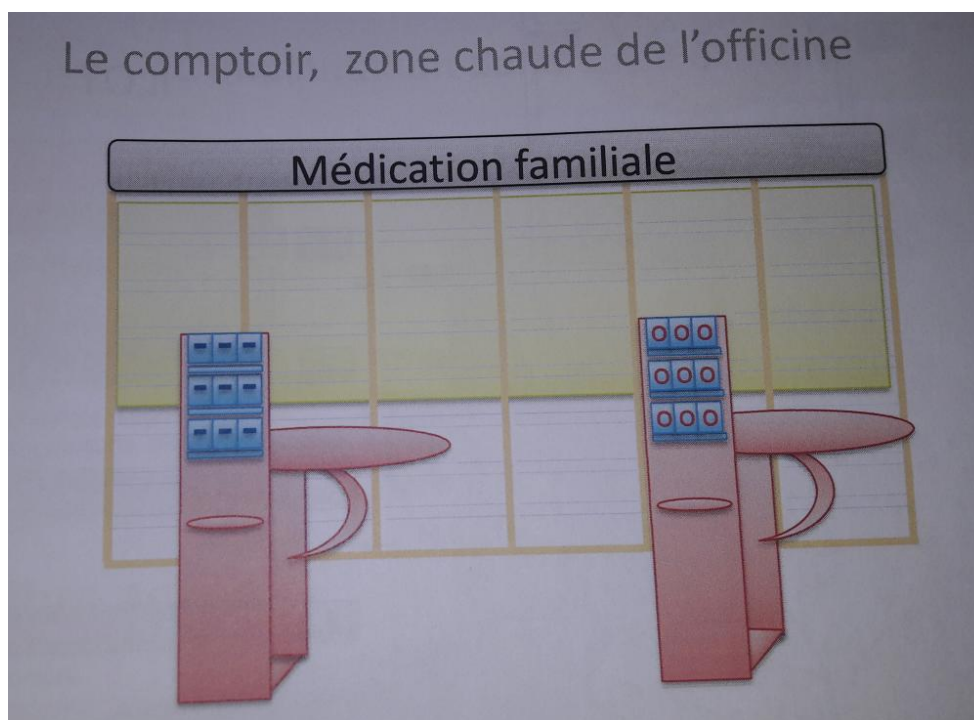 Le comptoir, zone chaude de l'officine
Médication familiale
- - -
- - -
- - -
O O O
O O O
O O O